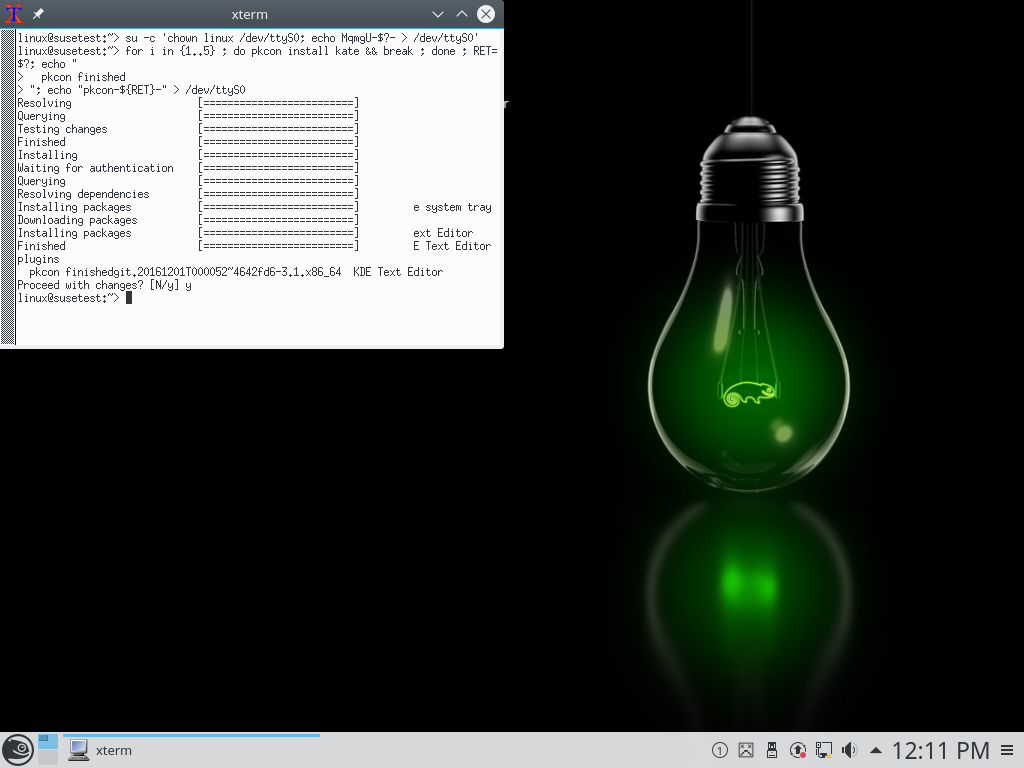 xterm
linux@susetest:~> su -c 'chown linux /dev/ttyS0; echo MqmgU-$?- > /dev/ttyS0'
linux@susetest:~> for i in {1..5} ; do pkcon install kate && break ; done ; RET=
$?; echo "
>   pkcon finished
> "; echo "pkcon-${RET}-" > /dev/ttyS0
Resolving [=========================]
Querying [=========================]
Testing changes [=========================]
Finished [=========================]
Installing [=========================]
Waiting for authentication [=========================]
Querying [=========================]
Resolving dependencies [=========================]
Installing packages [=========================] e system tray
Downloading packages [=========================]
Installing packages [=========================] ext Editor
Finished [=========================] E Text Editor
plugins
  pkcon finishedgit.20161201T000052~4642fd6-3.1.x86_64  KDE Text Editor
Proceed with changes? [N/y] y
linux@susetest:~>
r
xterm
1
12:11 PM